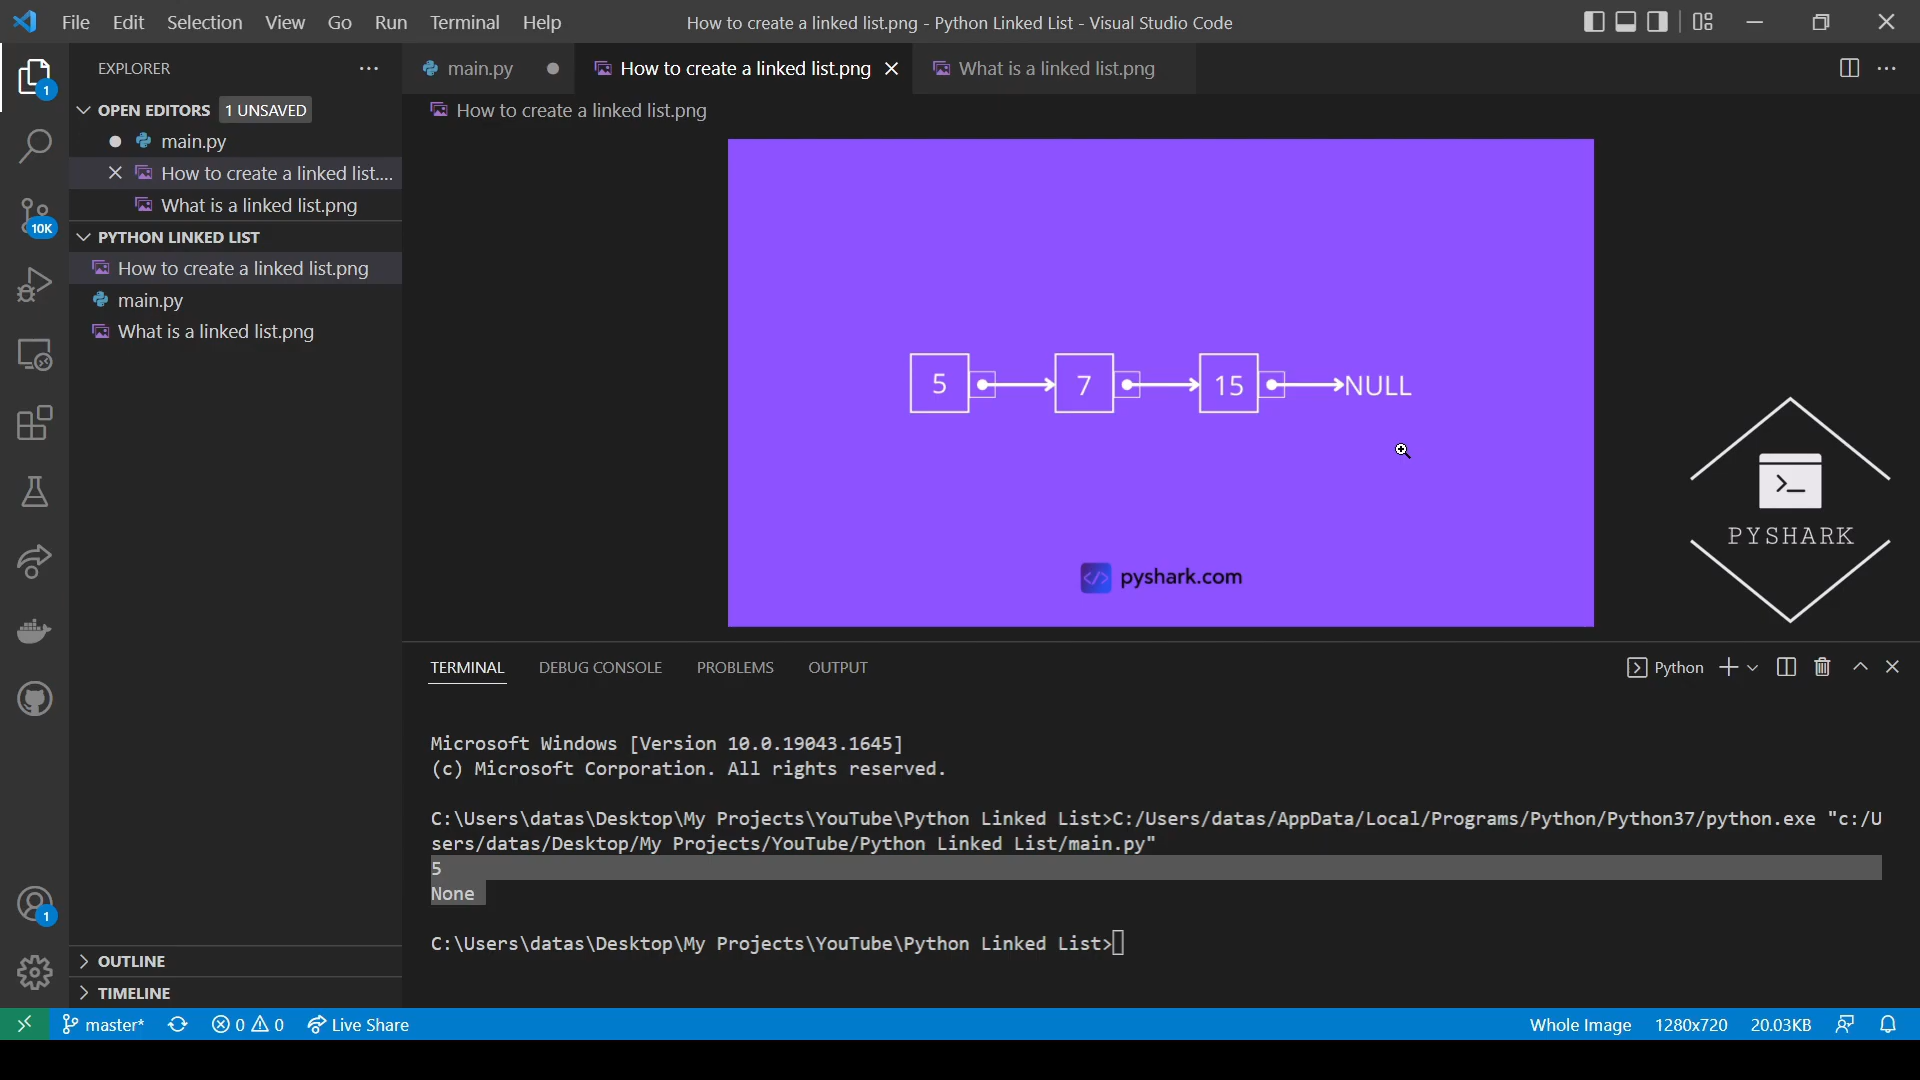 File Edit Selection View Go Run Terminal Help
How to create a linked list.png - Python Linked List - Visual Studio Code
EXPLORER
OPEN EDITORS 1 UNSAVED
main.py
How to create a linked list....
What is a linked list.png
PYTHON LINKED LIST
How to create a linked list.png
main.py
What is a linked list.png
OUTLINE
TIMELINE
1
10K
1
main.py How to create a linked list.png What is a linked list.png
How to create a linked list.png
5 7 15 NULL
</> pyshark.com
>_
PYSHARK
TERMINAL DEBUG CONSOLE PROBLEMS OUTPUT
Python
Microsoft Windows [Version 10.0.19043.1645]
(c) Microsoft Corporation. All rights reserved.
C:\Users\datas\Desktop\My Projects\YouTube\Python Linked List>C:/Users/datas/AppData/Local/Programs/Python/Python37/python.exe "c:/U
sers/datas/Desktop/My Projects/YouTube/Python Linked List/main.py"
5
None
C:\Users\datas\Desktop\My Projects\YouTube\Python Linked List>
master* 0 0 Live Share Whole Image 1280x720 20.03KB